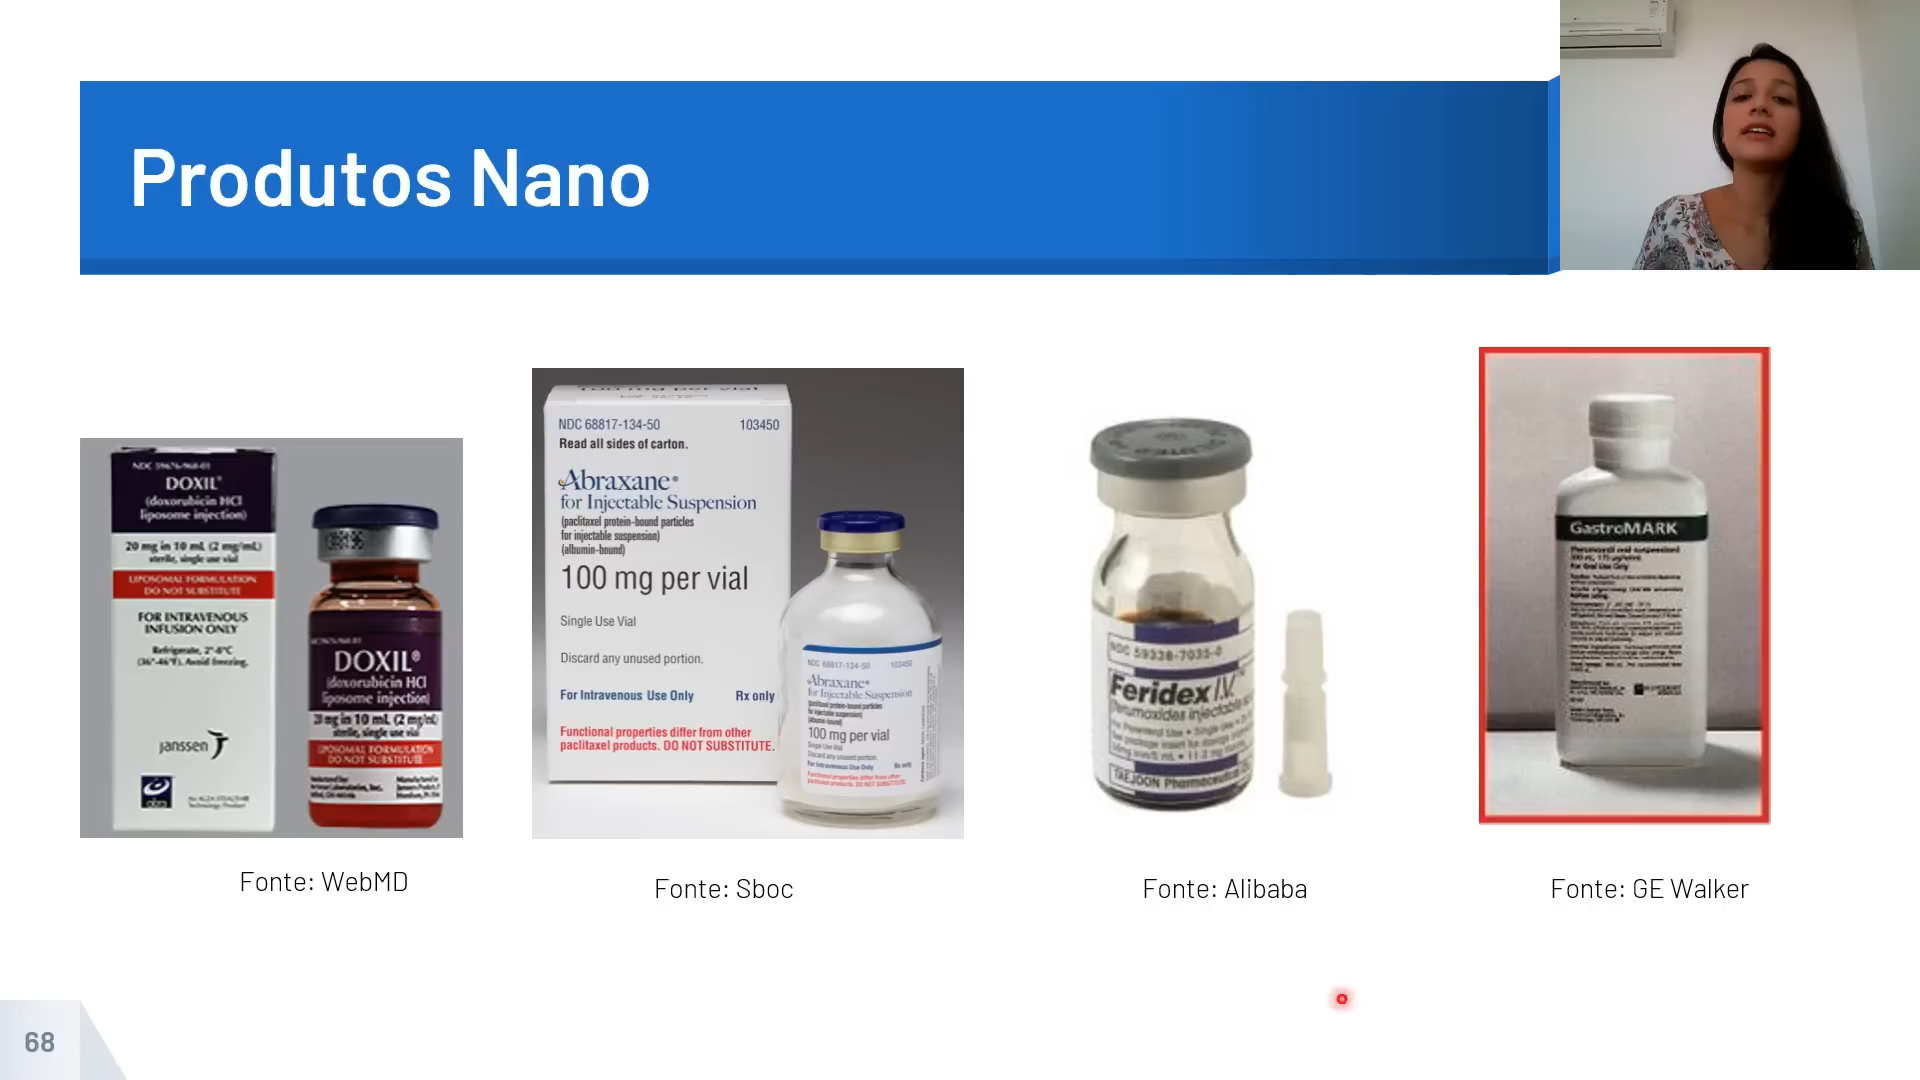 Produtos Nano
NDC 59676-960-01
DOXIL®
(doxorubicin HCl
liposome injection)
20 mg in 10 mL (2 mg/mL)
sterile, single use vial
LIPOSOMAL FORMULATION
DO NOT SUBSTITUTE
FOR INTRAVENOUS
INFUSION ONLY
Refrigerate, 2°-8°C
(36°-46°F). Avoid freezing.
janssen
DOXIL®
(doxorubicin HCl
liposome injection)
20 mg in 10 mL (2 mg/mL)
sterile, single use vial
LIPOSOMAL FORMULATION
DO NOT SUBSTITUTE
Fonte: WebMD
100 mg per vial
NDC 68817-134-50 103450
Read all sides of carton.
Abraxane®
for Injectable Suspension
(paclitaxel protein-bound particles
for injectable suspension)
(albumin-bound)
100 mg per vial
Single Use Vial
Discard any unused portion.
For Intravenous Use Only Rx only
Functional properties differ from other
paclitaxel products. DO NOT SUBSTITUTE.
NDC 68817-134-50 103450
Abraxane®
for Injectable Suspension
(paclitaxel protein-bound particles
for injectable suspension)
(albumin-bound)
100 mg per vial
Single Use Vial
Discard any unused portion.
For Intravenous Use Only Rx only
Functional properties differ from other
paclitaxel products. DO NOT SUBSTITUTE.
Fonte: Sboc
NDC 59338-7035-0
Feridex I.V.™
(ferumoxides injectable
TAEJOON Pharmaceutical
Fonte: Alibaba
GastroMARK
For Oral Use Only
Fonte: GE Walker
68